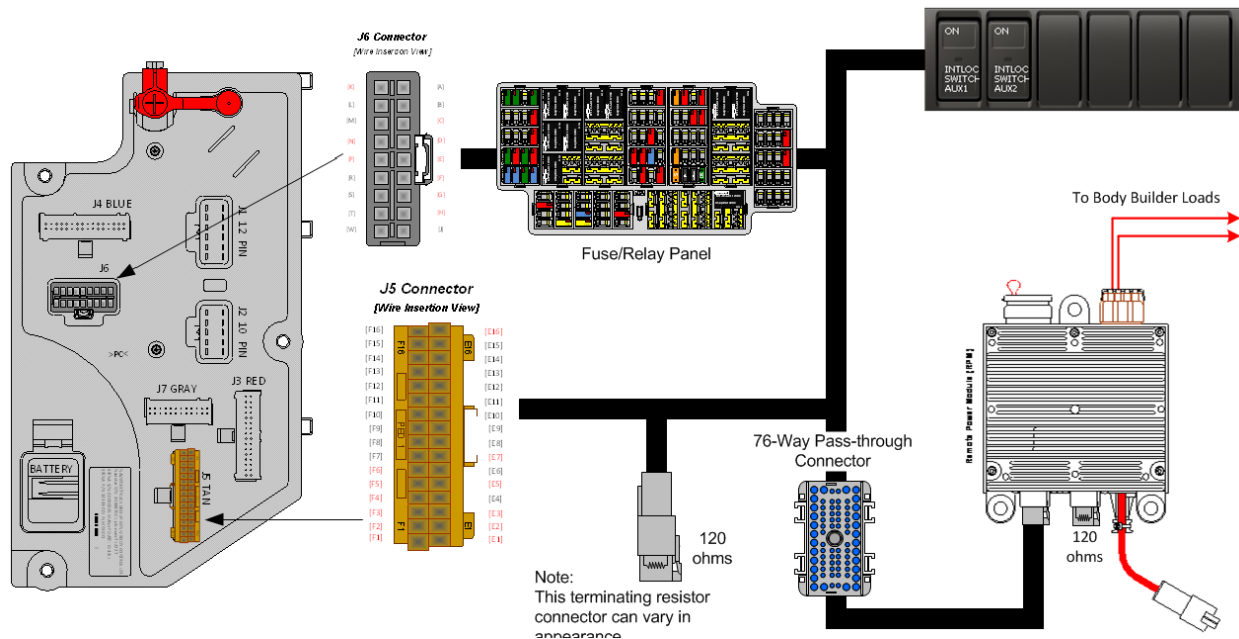 J6 Connector
[Wire Insertion View]
[K]
[L]
[M]
[N]
[P]
[R]
[S]
[T]
[W]
[A]
[B]
[C]
[D]
[E]
[F]
[G]
[H]
[J]
ON
INTLOC
SWITCH
AUX1
ON
INTLOC
SWITCH
AUX2
J4 BLUE
J1 12 PIN
J6
J2 10 PIN
>PC<
J7 GRAY
J3 RED
BATTERY
J5 TAN
Fuse/Relay Panel
To Body Builder Loads
J5 Connector
[Wire Insertion View]
[F16]
[F15]
[F14]
[F13]
[F12]
[F11]
[F10]
[F9]
[F8]
[F7]
[F6]
[F5]
[F4]
[F3]
[F2]
[F1]
F16
E16
PED 1
F1
E1
[E16]
[E15]
[E14]
[E13]
[E12]
[E11]
[E10]
[E9]
[E8]
[E7]
[E6]
[E5]
[E4]
[E3]
[E2]
[E1]
Remote Power Module [RPM]
76-Way Pass-through
Connector
120
ohms
120
ohms
Note:
This terminating resistor
connector can vary in
appearance